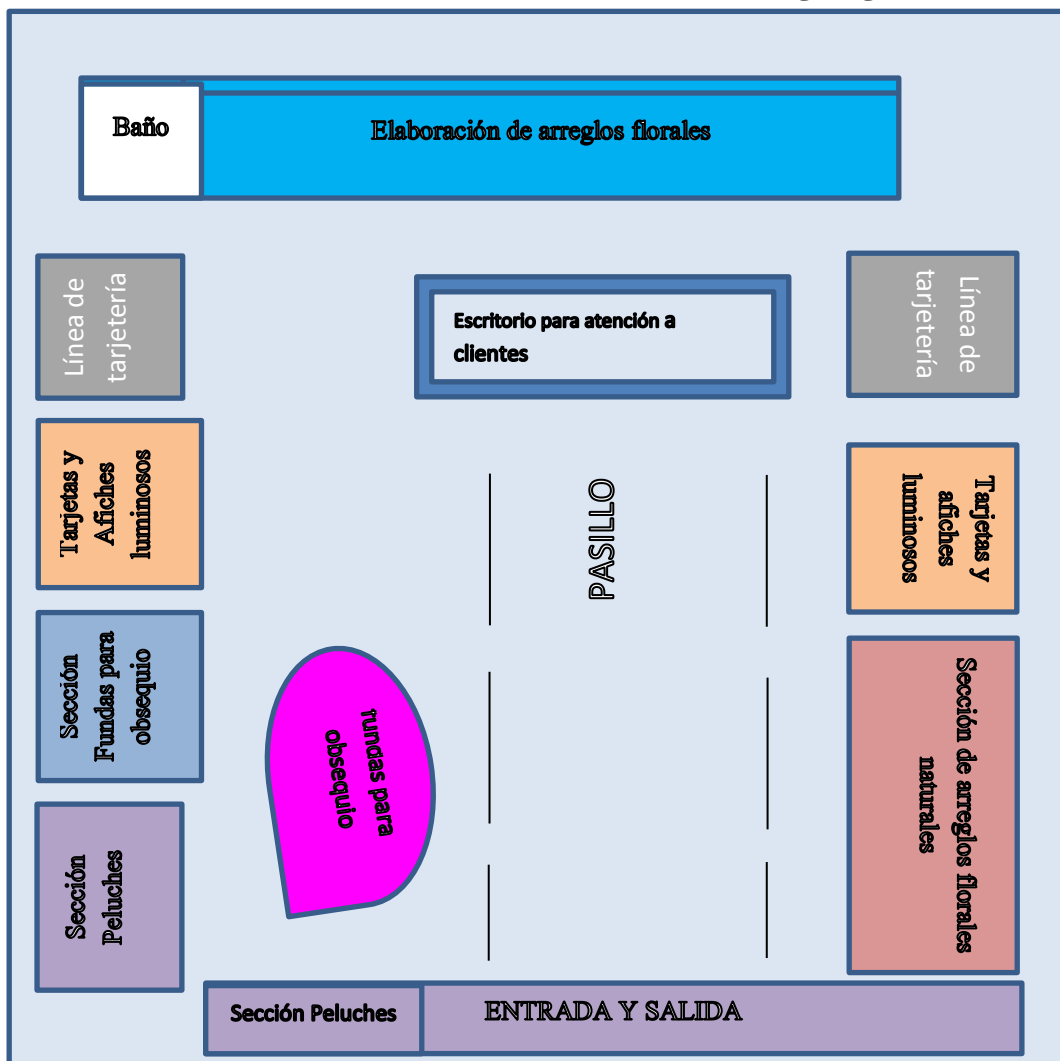 Baño
Elaboración de arreglos florales
Línea de
tarjetería
Escritorio para atención a
clientes
Línea de
tarjetería
Tarjetas y
Afiches
luminosos
PASILLO
Tarjetas y
afiches
luminosos
Sección
Fundas para
obsequio
rundas para
obsequio
Sección de arreglos florales
naturales
Sección
Peluches
Sección Peluches
ENTRADA Y SALIDA